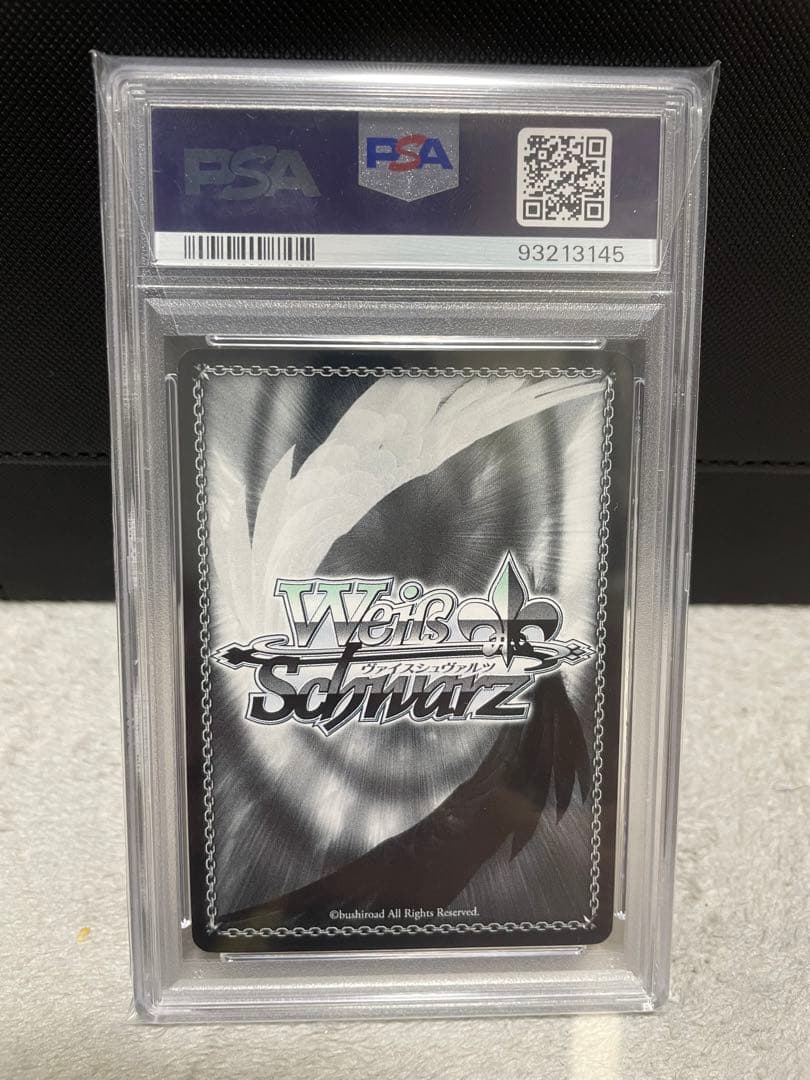 PSA
PSA
93213145
Weiß
ヴァイスシュヴァルツ
Schwarz
©bushiroad All Rights Reserved.